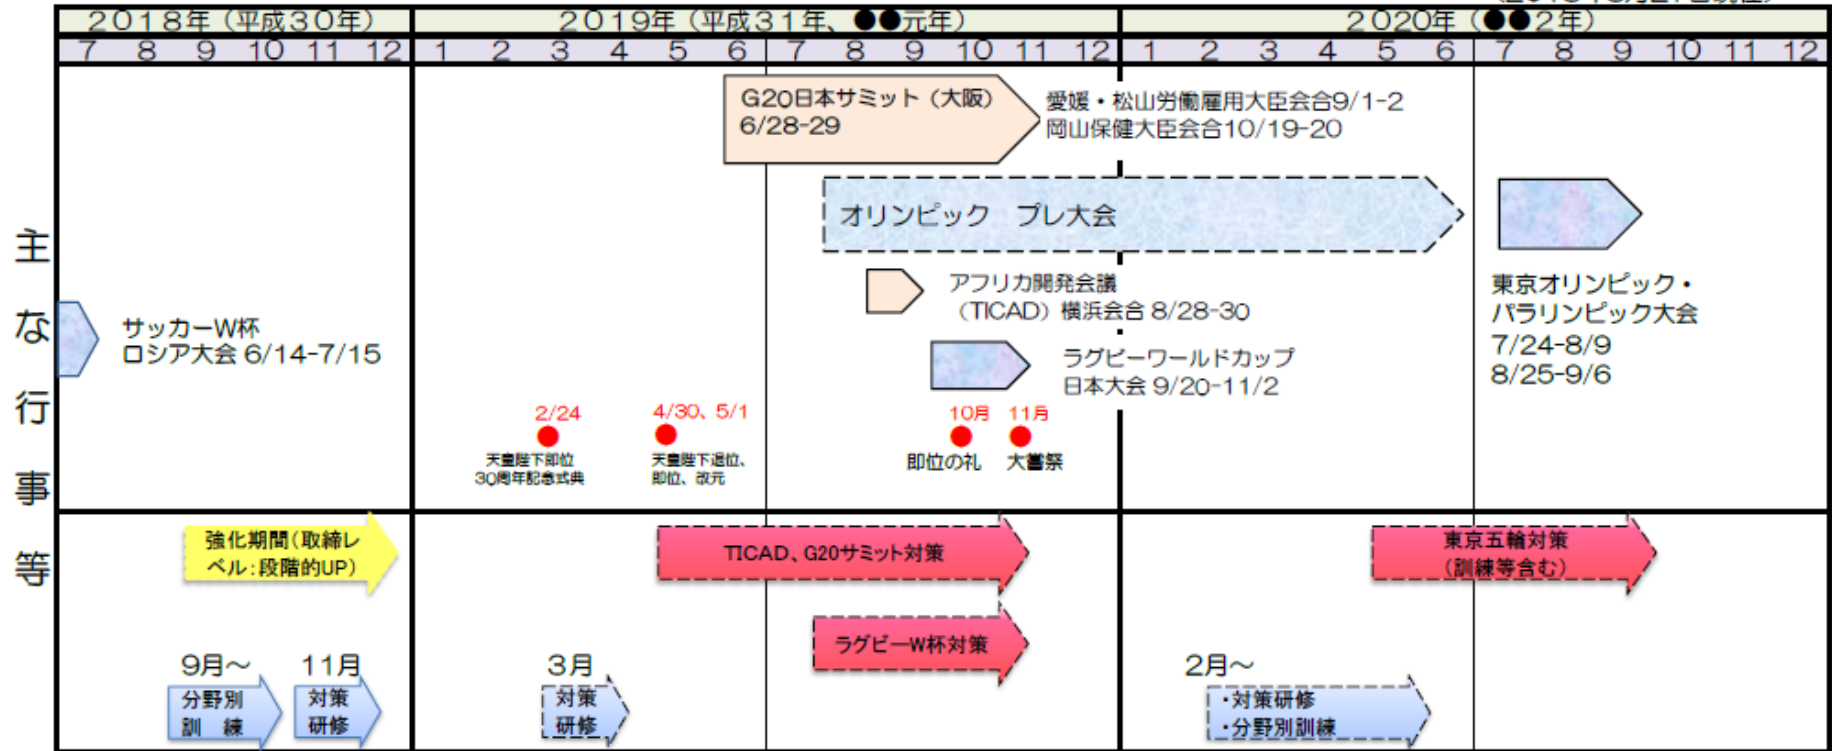 2018年（平成30年）
2019年（平成31年、●●元年）
2020年（●●2年）
7 8 9 10 11 12 1 2 3 4 5 6 7 8 9 10 11 12 1 2 3 4 5 6 7 8 9 10 11 12
主な行事等
G20日本サミット（大阪）
6/28-29
愛媛・松山労働雇用大臣会合9/1-2
岡山保健大臣会合10/19-20
オリンピック　プレ大会
アフリカ開発会議
（TICAD）横浜会合 8/28-30
東京オリンピック・
パラリンピック大会
7/24-8/9
8/25-9/6
サッカーW杯
ロシア大会 6/14-7/15
ラグビーワールドカップ
日本大会 9/20-11/2
2/24
天皇陛下即位
30周年記念式典
4/30、5/1
天皇陛下退位、
即位、改元
10月
即位の礼
11月
大嘗祭
強化期間（取締レ
ベル：段階的UP）
TICAD、G20サミット対策
東京五輪対策
（訓練等含む）
ラグビーW杯対策
9月～
分野別
訓　練
11月
対策
研修
3月
対策
研修
2月～
・対策研修
・分野別訓練